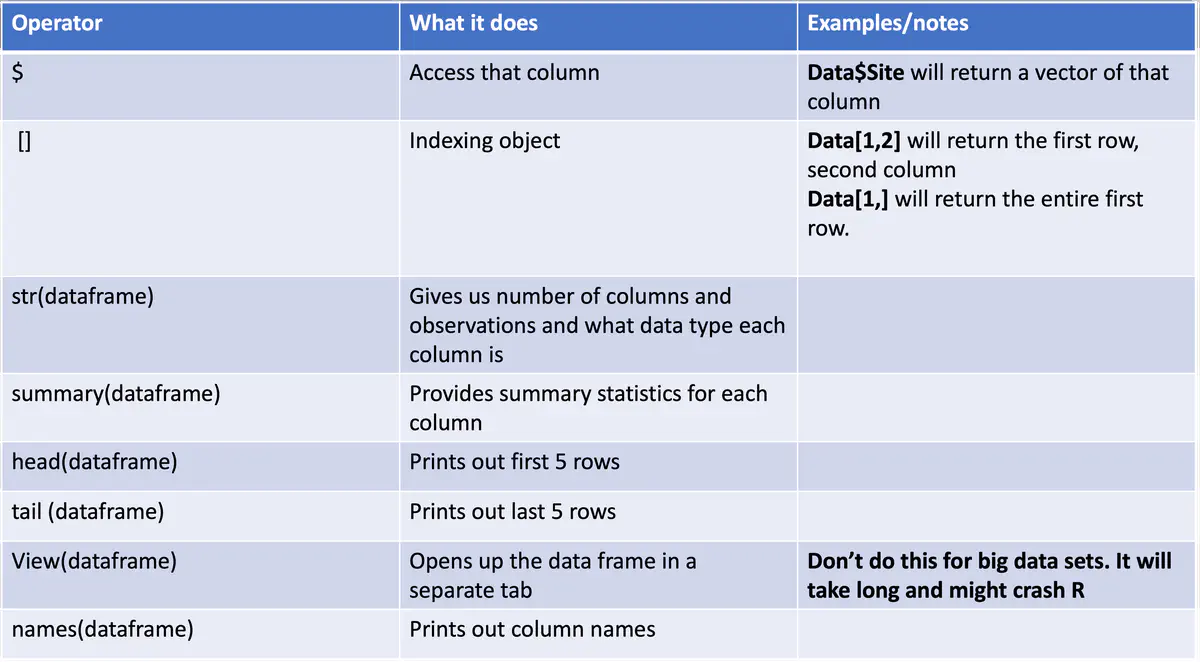 Operator What it does Examples/notes
$ Access that column Data$Site will return a vector of that
column
[] Indexing object Data[1,2] will return the first row,
second column
Data[1,] will return the entire first
row.
str(dataframe) Gives us number of columns and
observations and what data type each
column is
summary(dataframe) Provides summary statistics for each
column
head(dataframe) Prints out first 5 rows
tail (dataframe) Prints out last 5 rows
View(dataframe) Opens up the data frame in a
separate tab
Don’t do this for big data sets. It will
take long and might crash R
names(dataframe) Prints out column names